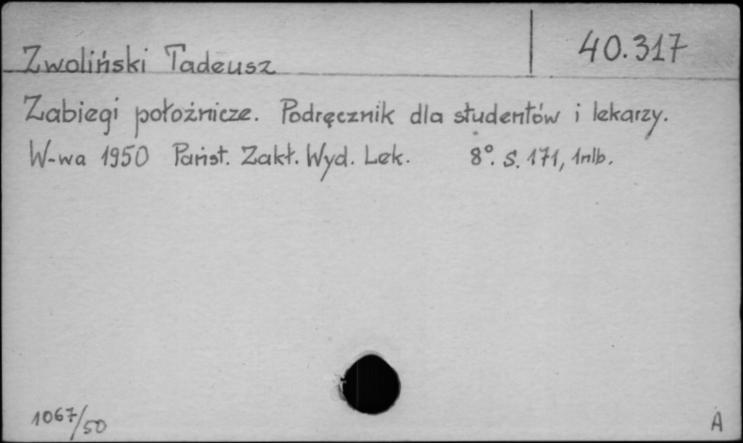 Zwoliński Tadeusz 40.317
Zabiegi położnicze. Podręcznik dla studentów i lekarzy.
W-wa 1950 Państ. Zakł. Wyd. Lek. 8°. S. 171, 1nlb.
1067/50 A